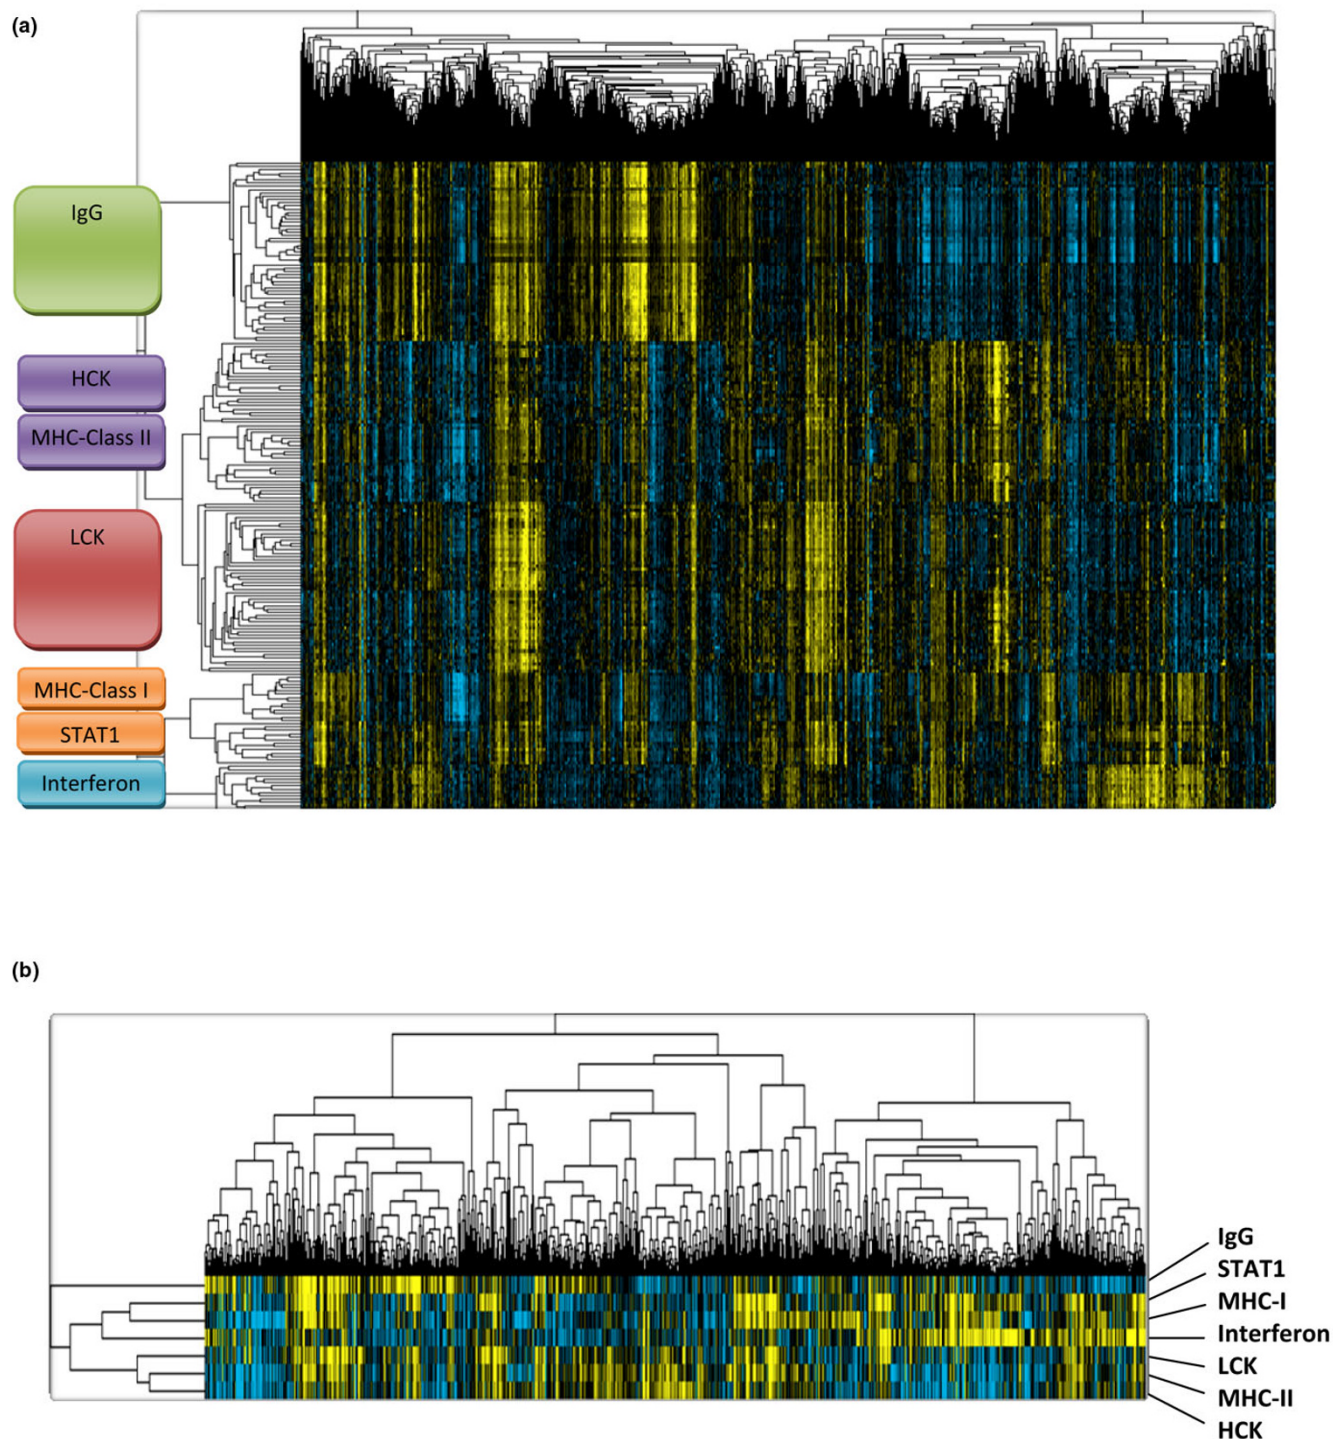 (a)
IgG
HCK
MHC-Class II
LCK
MHC-Class I
STAT1
Interferon
(b)
IgG
STAT1
MHC-I
Interferon
LCK
MHC-II
HCK